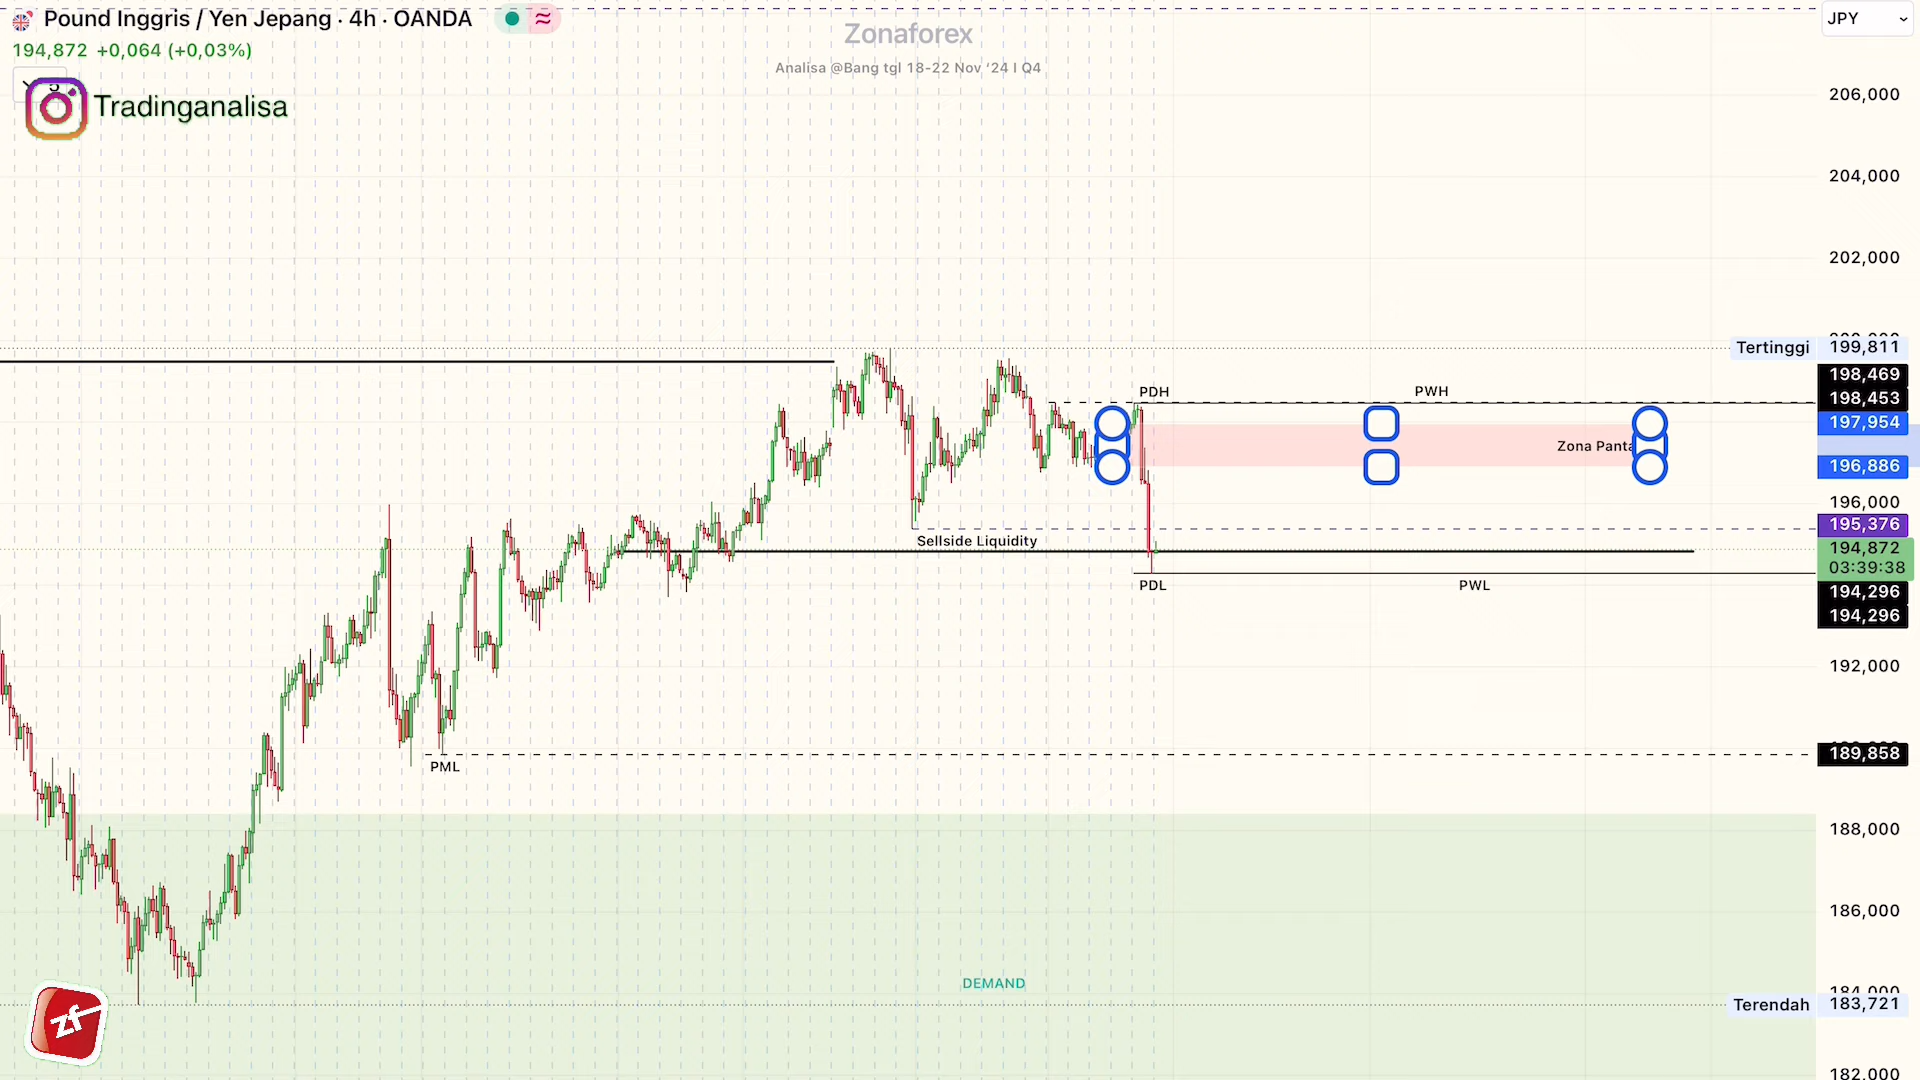 Pound Inggris / Yen Jepang · 4h · OANDA
194,872 +0,064 (+0,03%)
Tradinganalisa
Zonaforex
Analisa @Bang tgl 18-22 Nov ‘24 I Q4
JPY
206,000
204,000
202,000
Tertinggi 199,811
198,469
PDH PWH
198,453
197,954
Zona Panta
196,886
196,000
195,376
Sellside Liquidity
194,872
03:39:38
PDL PWL
194,296
194,296
192,000
189,858
PML
188,000
186,000
DEMAND
184,000
Terendah 183,721
182,000
zf